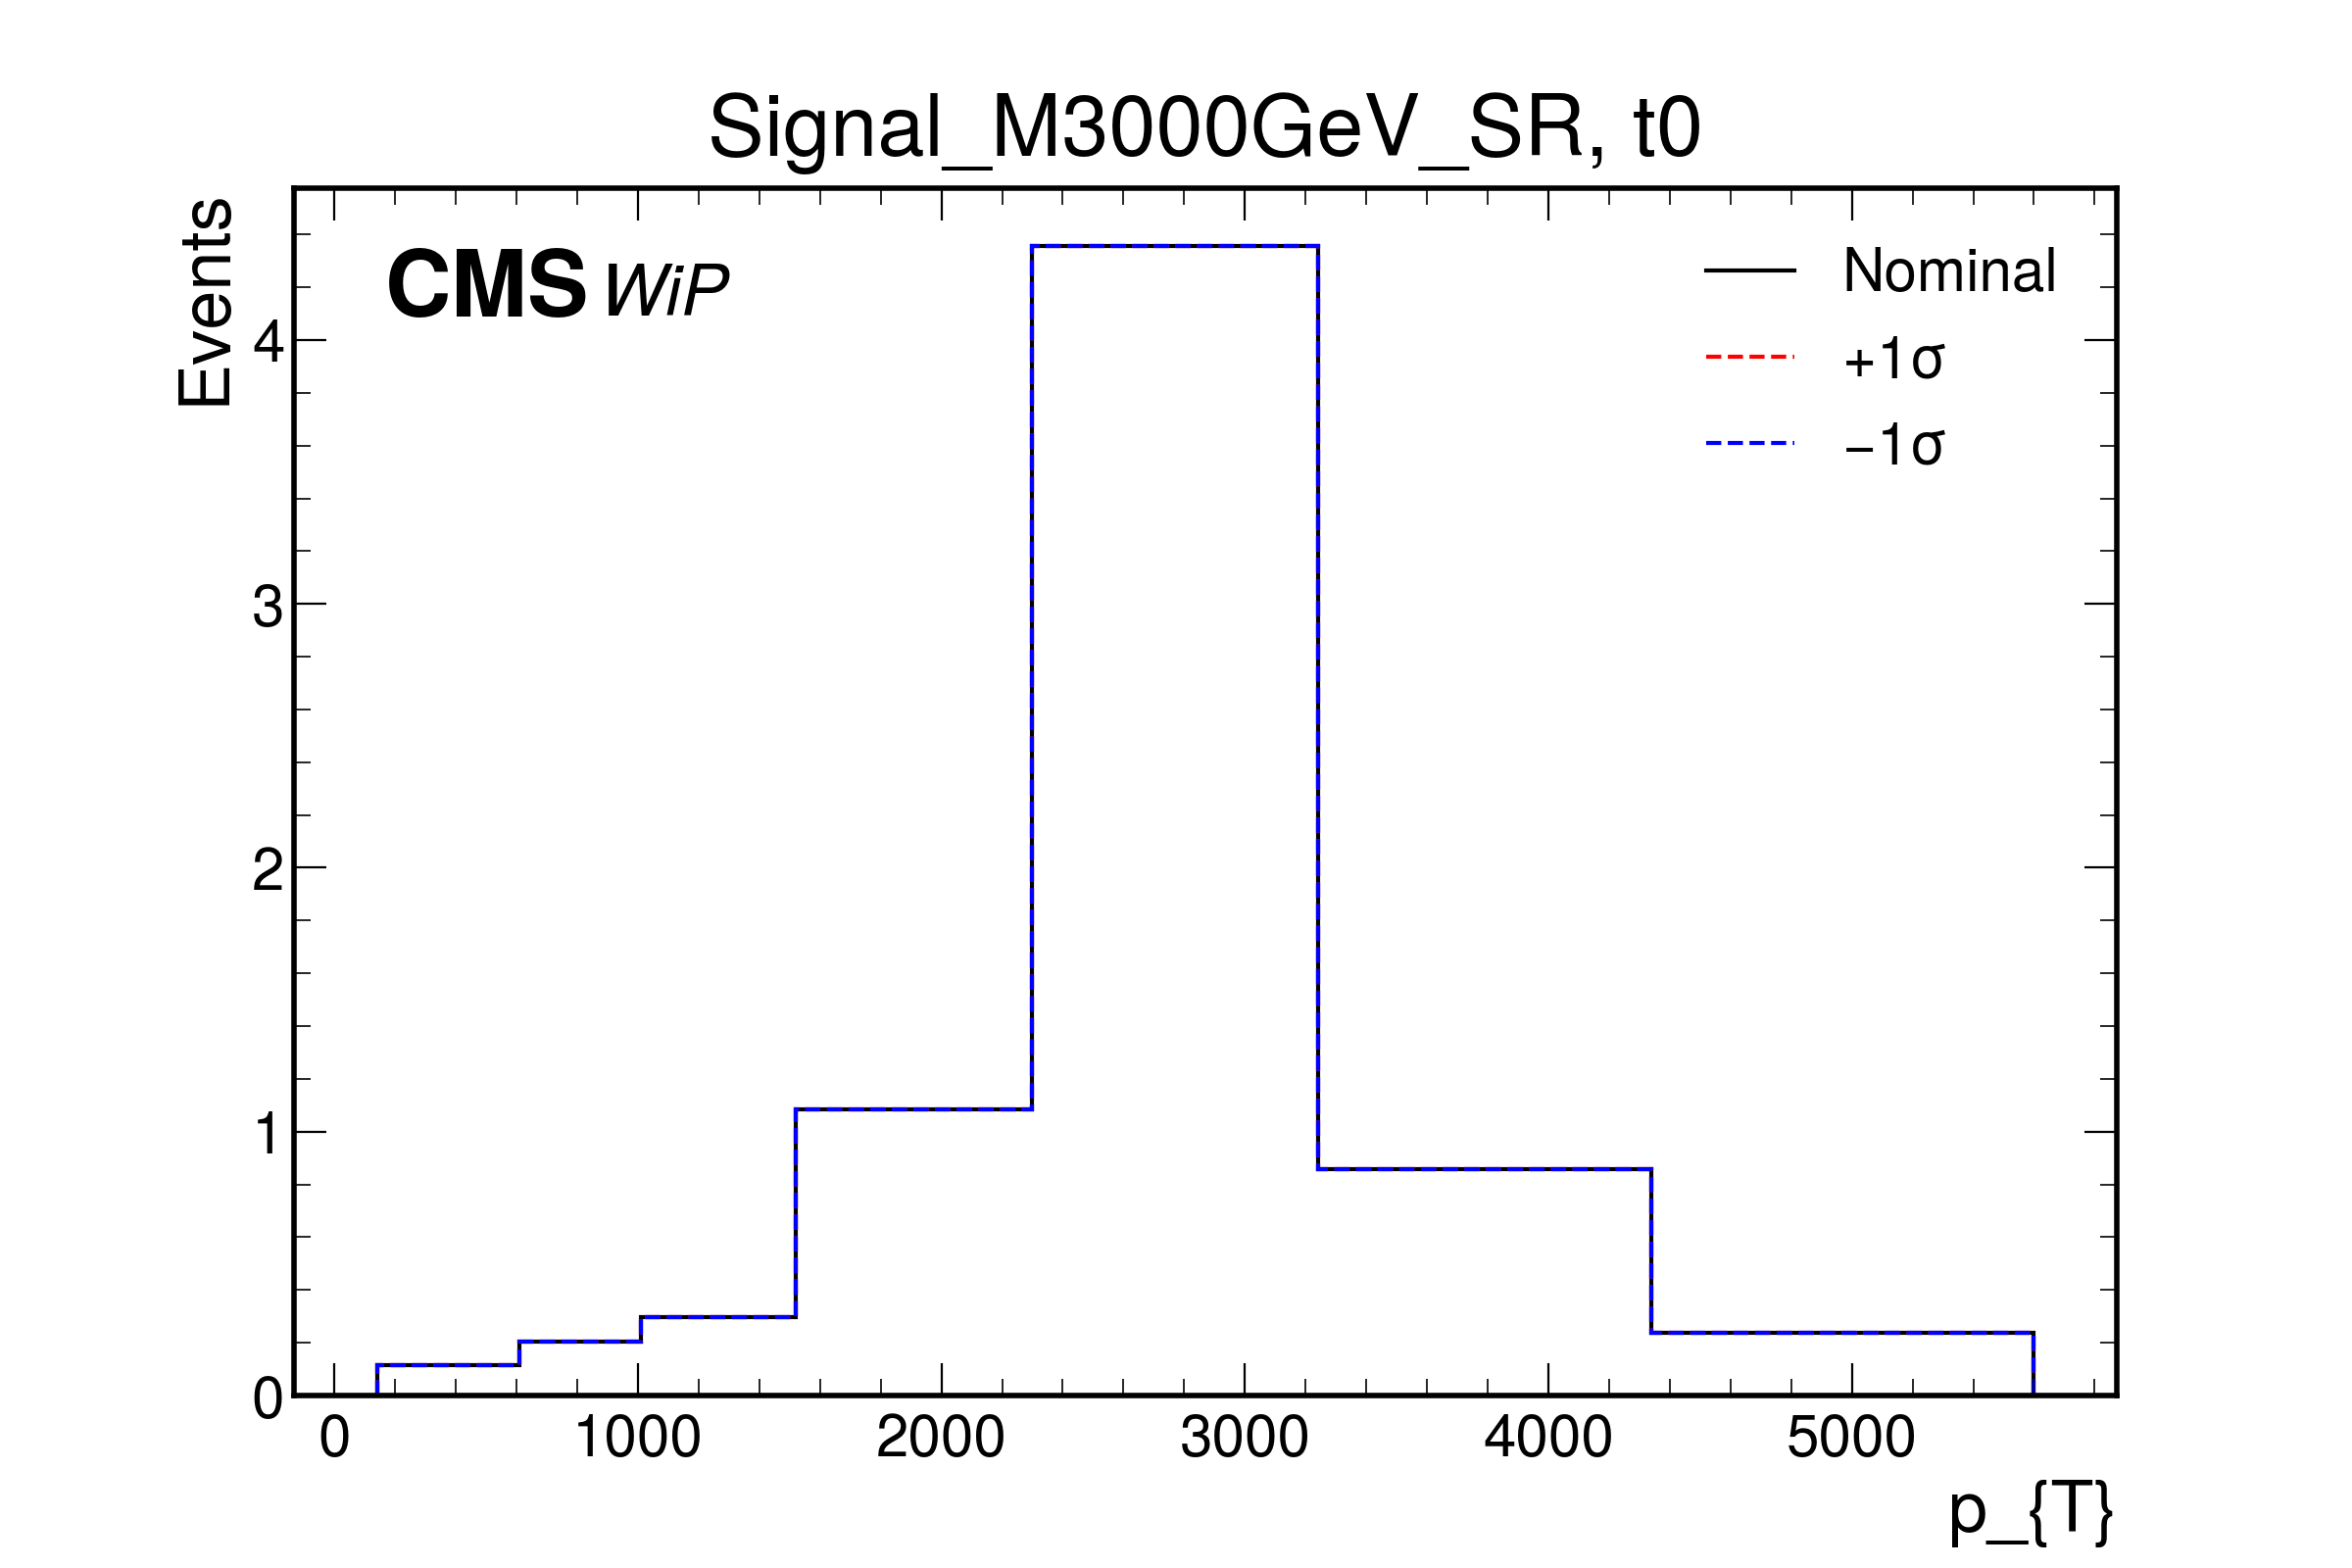 Signal_M3000GeV_SR, t0
Events
CMS WiP
Nominal
+1σ
−1σ
4
3
2
1
0
0 1000 2000 3000 4000 5000
p_{T}